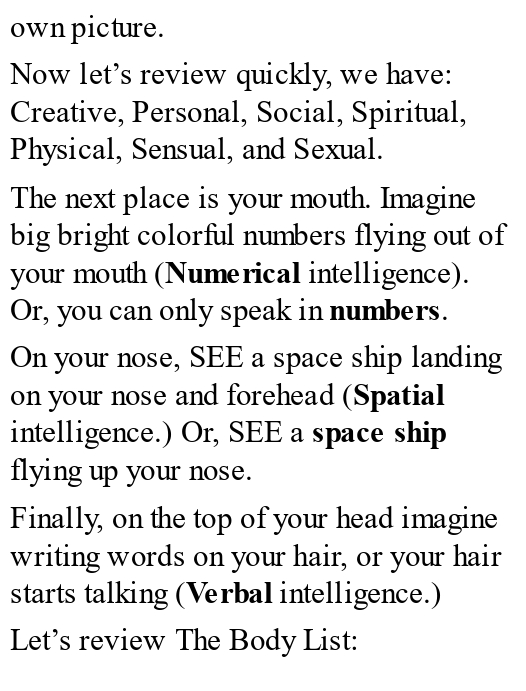 own picture.
Now let’s review quickly, we have:
Creative, Personal, Social, Spiritual,
Physical, Sensual, and Sexual.
The next place is your mouth. Imagine
big bright colorful numbers flying out of
your mouth (Numerical intelligence).
Or, you can only speak in numbers.
On your nose, SEE a space ship landing
on your nose and forehead (Spatial
intelligence.) Or, SEE a space ship
flying up your nose.
Finally, on the top of your head imagine
writing words on your hair, or your hair
starts talking (Verbal intelligence.)
Let’s review The Body List: